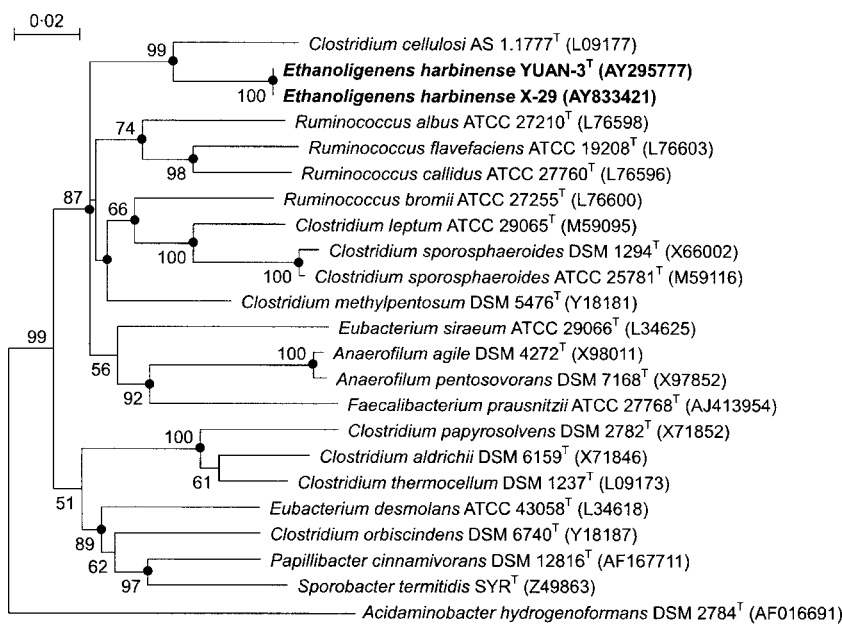 0·02
99
Clostridium cellulosi AS 1.1777T (L09177)
Ethanoligenens harbinense YUAN-3T (AY295777)
100
Ethanoligenens harbinense X-29 (AY833421)
74
Ruminococcus albus ATCC 27210T (L76598)
Ruminococcus flavefaciens ATCC 19208T (L76603)
98
Ruminococcus callidus ATCC 27760T (L76596)
87
66
Ruminococcus bromii ATCC 27255T (L76600)
Clostridium leptum ATCC 29065T (M59095)
100
Clostridium sporosphaeroides DSM 1294T (X66002)
100
Clostridium sporosphaeroides ATCC 25781T (M59116)
Clostridium methylpentosum DSM 5476T (Y18181)
99
Eubacterium siraeum ATCC 29066T (L34625)
100
Anaerofilum agile DSM 4272T (X98011)
56
Anaerofilum pentosovorans DSM 7168T (X97852)
92
Faecalibacterium prausnitzii ATCC 27768T (AJ413954)
100
Clostridium papyrosolvens DSM 2782T (X71852)
Clostridium aldrichii DSM 6159T (X71846)
61
Clostridium thermocellum DSM 1237T (L09173)
51
Eubacterium desmolans ATCC 43058T (L34618)
89
Clostridium orbiscindens DSM 6740T (Y18187)
62
Papillibacter cinnamivorans DSM 12816T (AF167711)
97
Sporobacter termitidis SYRT (Z49863)
Acidaminobacter hydrogenoformans DSM 2784T (AF016691)